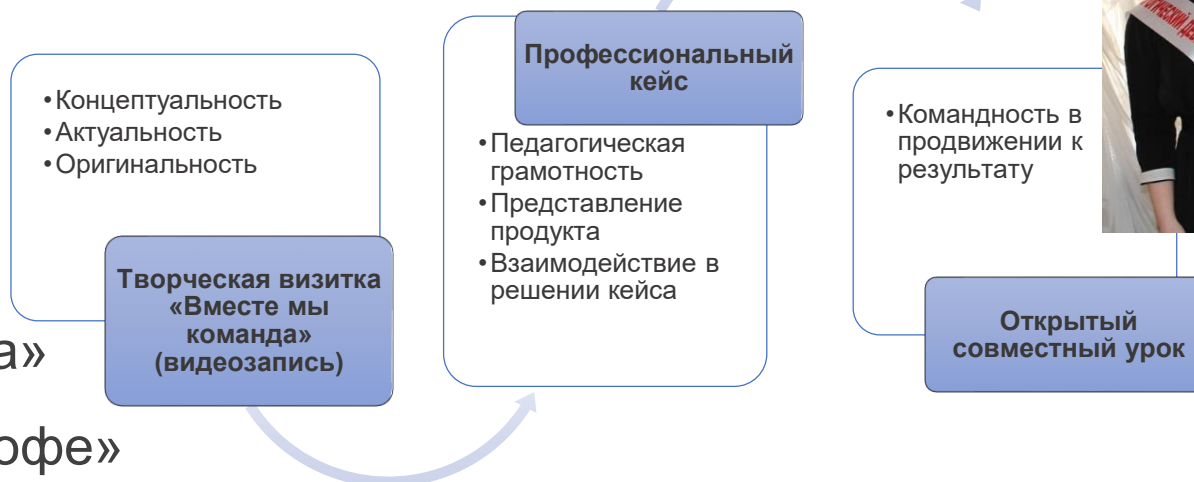 • Концептуальность
• Актуальность
• Оригинальность
Творческая визитка
«Вместе мы
команда»
(видеозапись)
Профессиональный
кейс
• Педагогическая
грамотность
• Представление
продукта
• Взаимодействие в
решении кейса
• Командность в
продвижении к
результату
Открытый
совместный урок
а»
офе»